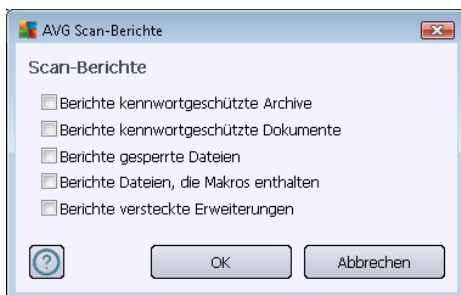 AVG Scan-Berichte
Scan-Berichte
Berichte kennwortgeschützte Archive
Berichte kennwortgeschützte Dokumente
Berichte gesperrte Dateien
Berichte Dateien, die Makros enthalten
Berichte versteckte Erweiterungen
? OK Abbrechen